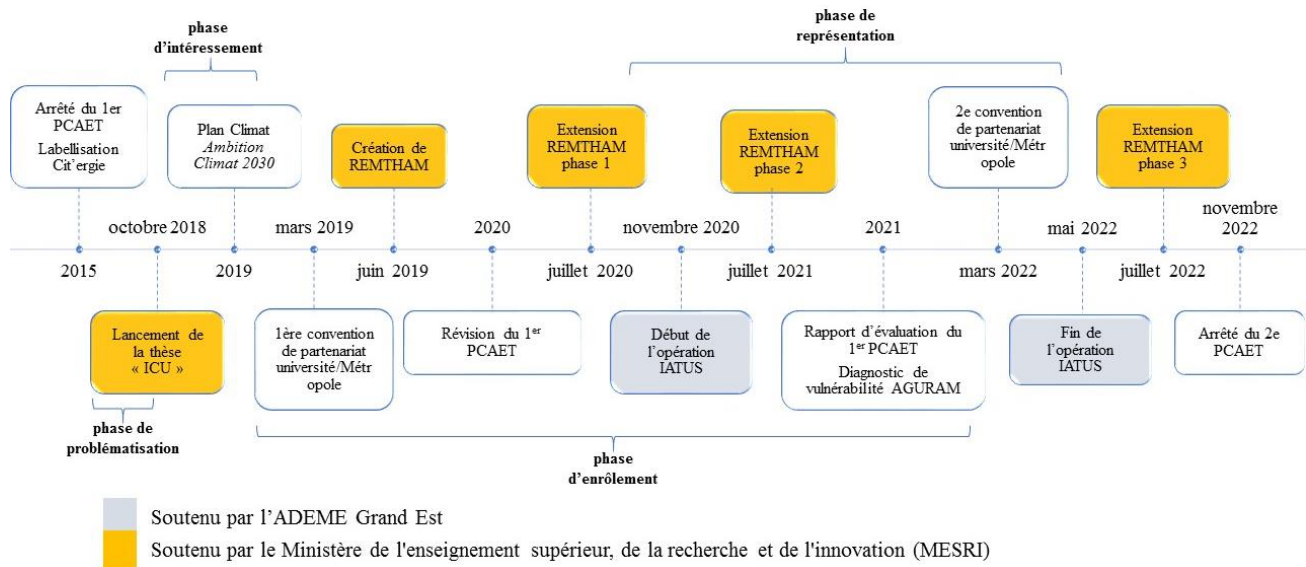 phase
d'intéressement
phase de
représentation
Arrêté du 1er
PCAET
Labellisation
Cit'ergie
Plan Climat
Ambition
Climat 2030
Création de
REMTHAM
Extension
REMTHAM
phase 1
Extension
REMTHAM
phase 2
2e convention
de partenariat
université/Métr
opole
Extension
REMTHAM
phase 3
octobre 2018
mars 2019
2020
novembre 2020
2021
mai 2022
novembre
2022
2015
2019
juin 2019
juillet 2020
juillet 2021
mars 2022
juillet 2022
Lancement de
la thèse
« ICU »
1ère convention
de partenariat
université/Métr
opole
Révision du 1er
PCAET
Début de
l'opération
IATUS
Rapport d'évaluation du
1er PCAET
Diagnostic de
vulnérabilité AGURAM
Fin de
l'opération
IATUS
Arrêté du 2e
PCAET
phase de
problématisation
phase
d'enrôlement
Soutenu par l'ADEME Grand Est
Soutenu par le Ministère de l'enseignement supérieur, de la recherche et de l'innovation (MESRI)